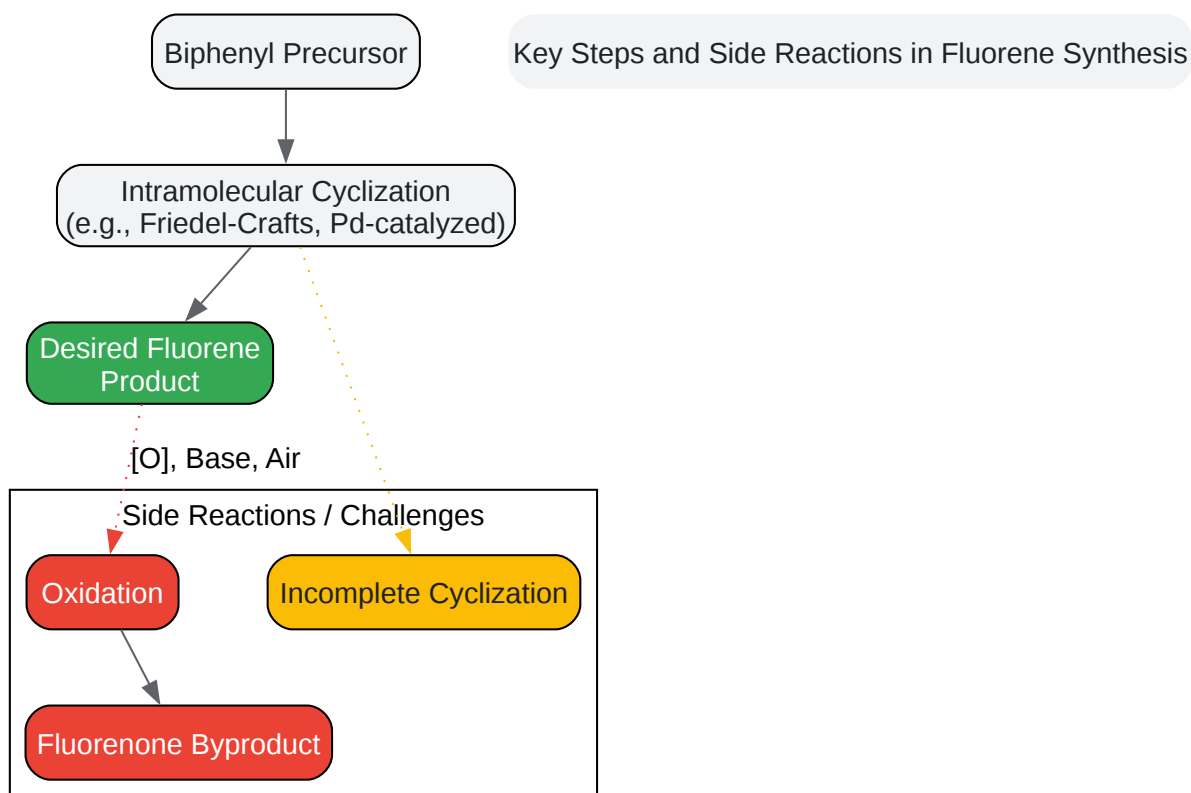 Biphenyl Precursor
Key Steps and Side Reactions in Fluorene Synthesis
Intramolecular Cyclization
(e.g., Friedel-Crafts, Pd-catalyzed)
Desired Fluorene
Product
[O], Base, Air
Side Reactions / Challenges
Oxidation
Incomplete Cyclization
Fluorenone Byproduct